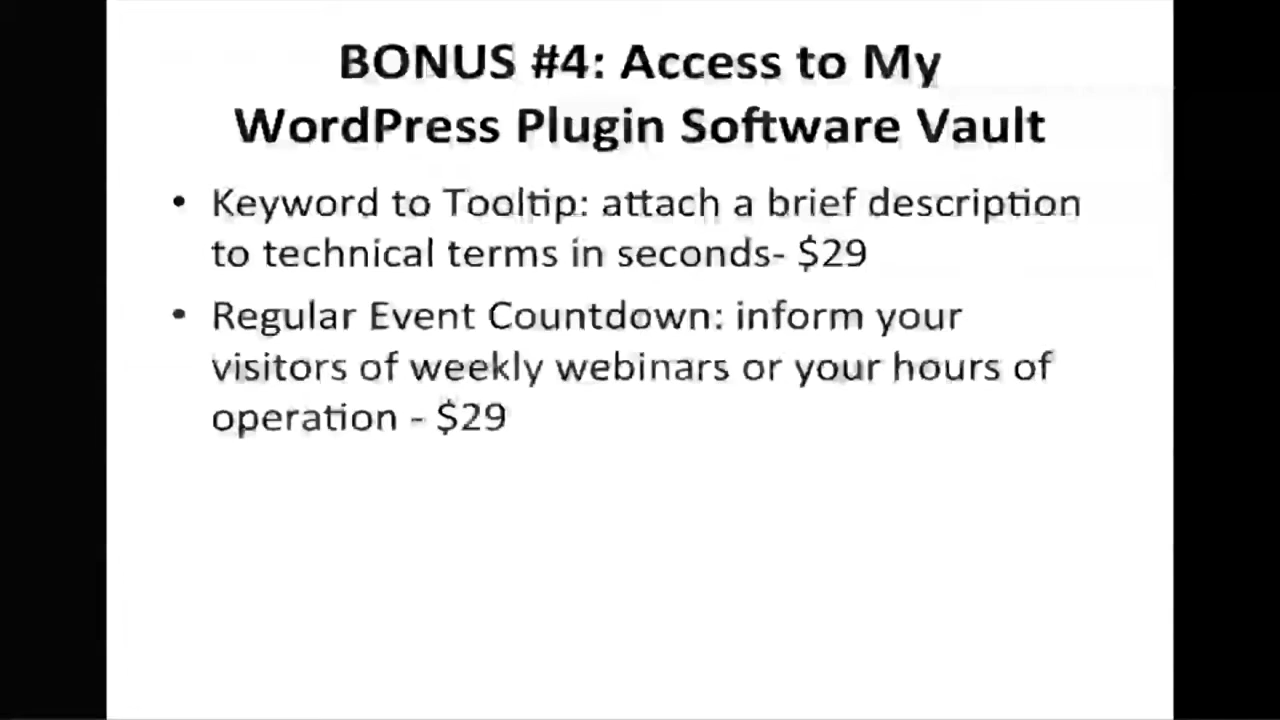 BONUS #4: Access to My
WordPress Plugin Software Vault
• Keyword to Tooltip: attach a brief description
to technical terms in seconds- $29
• Regular Event Countdown: inform your
visitors of weekly webinars or your hours of
operation - $29